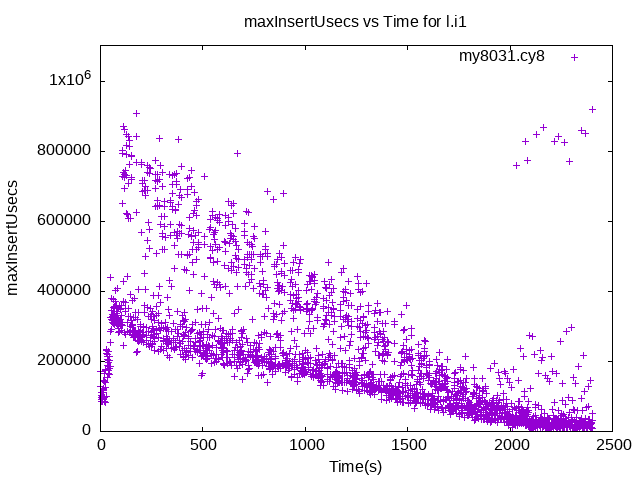 maxInsertUsecs vs Time for l.i1
my8031.cy8
1x10^6
800000
600000
400000
200000
0
maxInsertUsecs
0 500 1000 1500 2000 2500
Time(s)